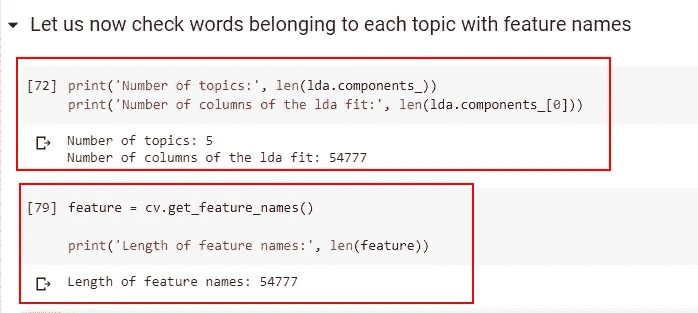 Let us now check words belonging to each topic with feature names
[72] print('Number of topics:', len(lda.components_))
print('Number of columns of the lda fit:', len(lda.components_[0]))
Number of topics: 5
Number of columns of the lda fit: 54777
[79] feature = cv.get_feature_names()
print('Length of feature names:', len(feature))
Length of feature names: 54777